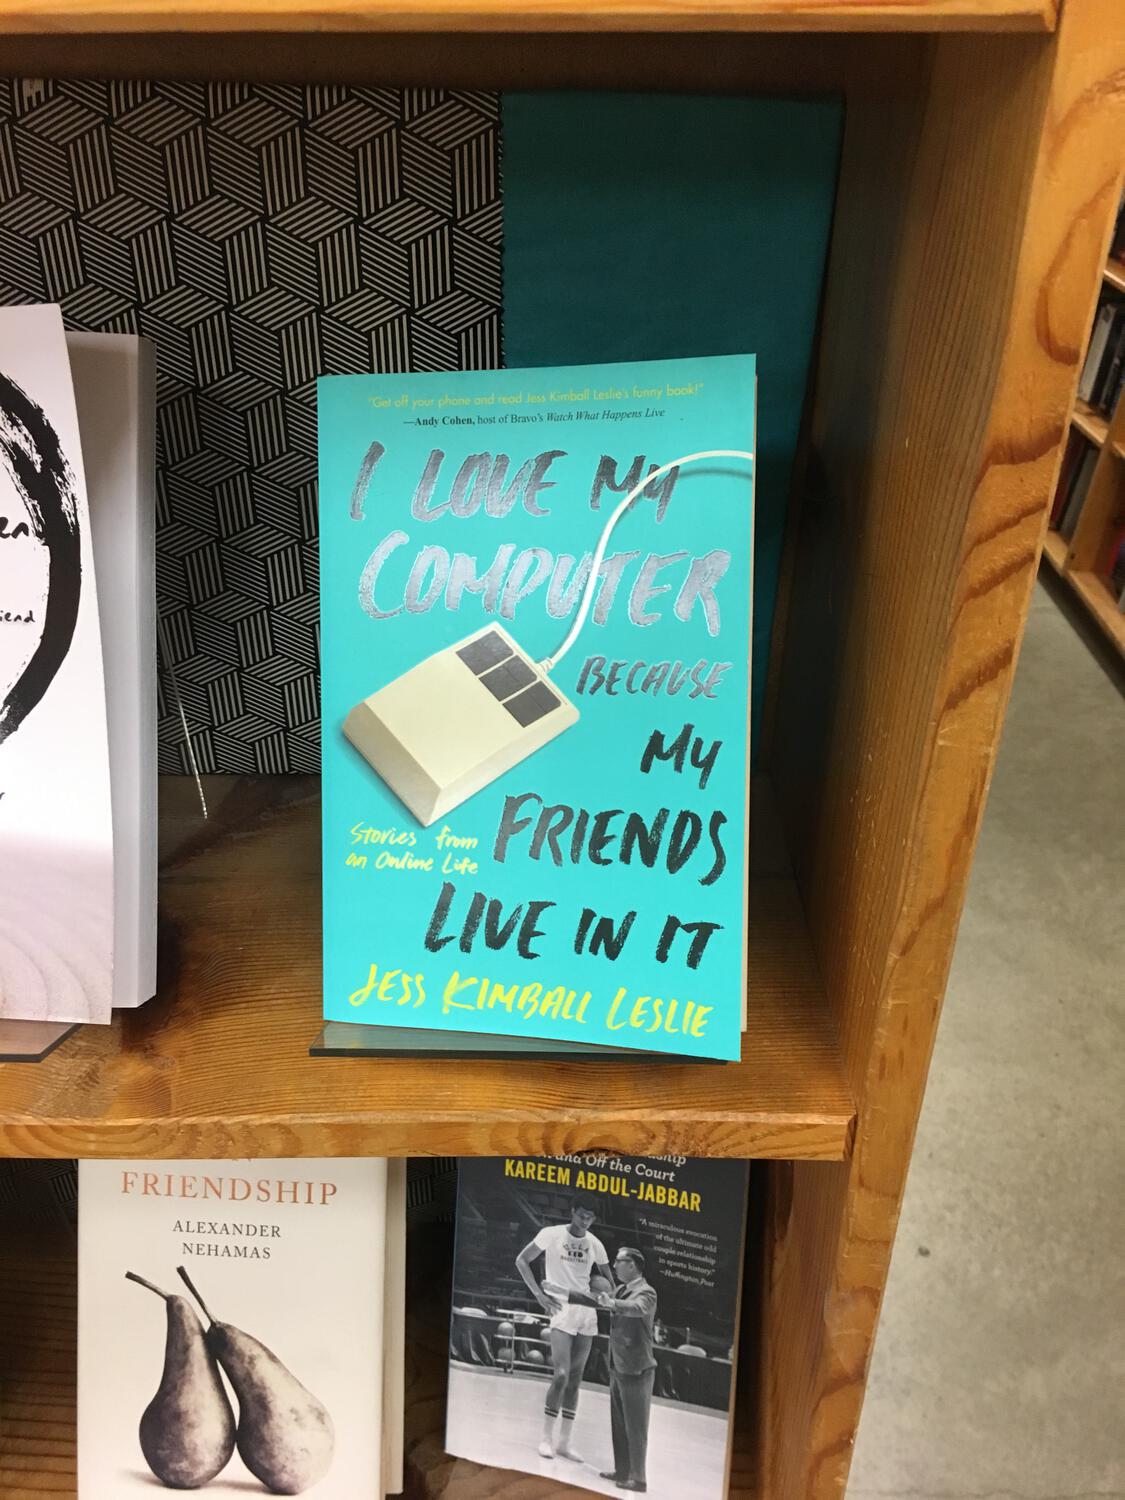 "Get off your phone and read Jess Kimball Leslie's funny book!"
—Andy Cohen, host of Bravo's Watch What Happens Live
I LOVE MY
COMPUTER
BECAUSE
MY
FRIENDS
LIVE IN IT
Stories from
an Online Life
JESS KIMBALL LESLIE
FRIENDSHIP
ALEXANDER
NEHAMAS
and Off the Court
KAREEM ABDUL-JABBAR
"A miraculous evocation
of the ultimate odd
couple relationship
in sports history."
—Huffington Post
UCLA
BASKETBALL